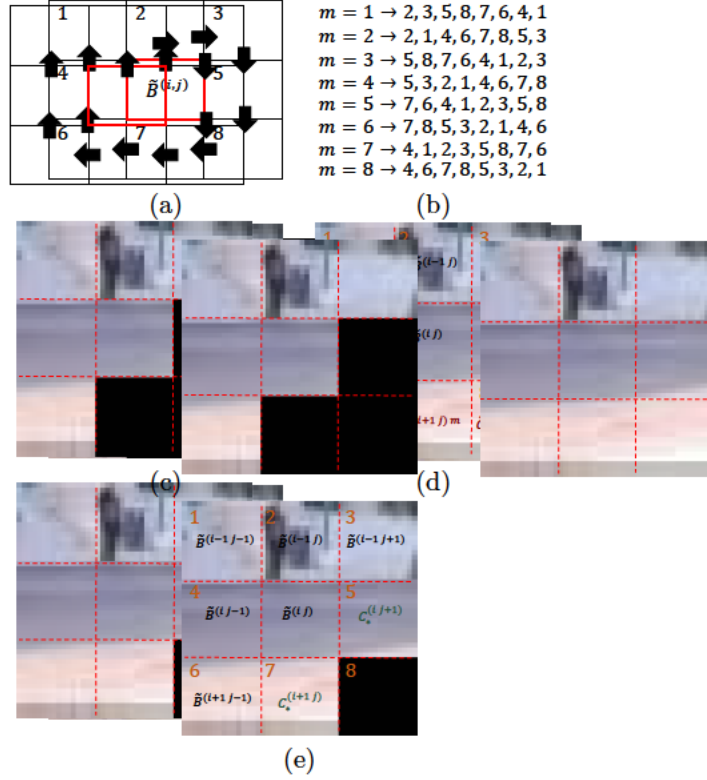 1 2 3
4 B̃^(i,j) 5
6 7 8
(a)
m = 1 → 2, 3, 5, 8, 7, 6, 4, 1
m = 2 → 2, 1, 4, 6, 7, 8, 5, 3
m = 3 → 5, 8, 7, 6, 4, 1, 2, 3
m = 4 → 5, 3, 2, 1, 4, 6, 7, 8
m = 5 → 7, 6, 4, 1, 2, 3, 5, 8
m = 6 → 7, 8, 5, 3, 2, 1, 4, 6
m = 7 → 4, 1, 2, 3, 5, 8, 7, 6
m = 8 → 4, 6, 7, 8, 5, 3, 2, 1
(b)
1 2 3
(i−1 j)
(i j)
i+1 j) m
(c) (d)
1 2 3
B̃^(i−1 j−1) B̃^(i−1 j) B̃^(i−1 j+1)
4 5
B̃^(i j−1) B̃^(i j) C_*^(i j+1)
6 7 8
B̃^(i+1 j−1) C_*^(i+1 j)
(e)